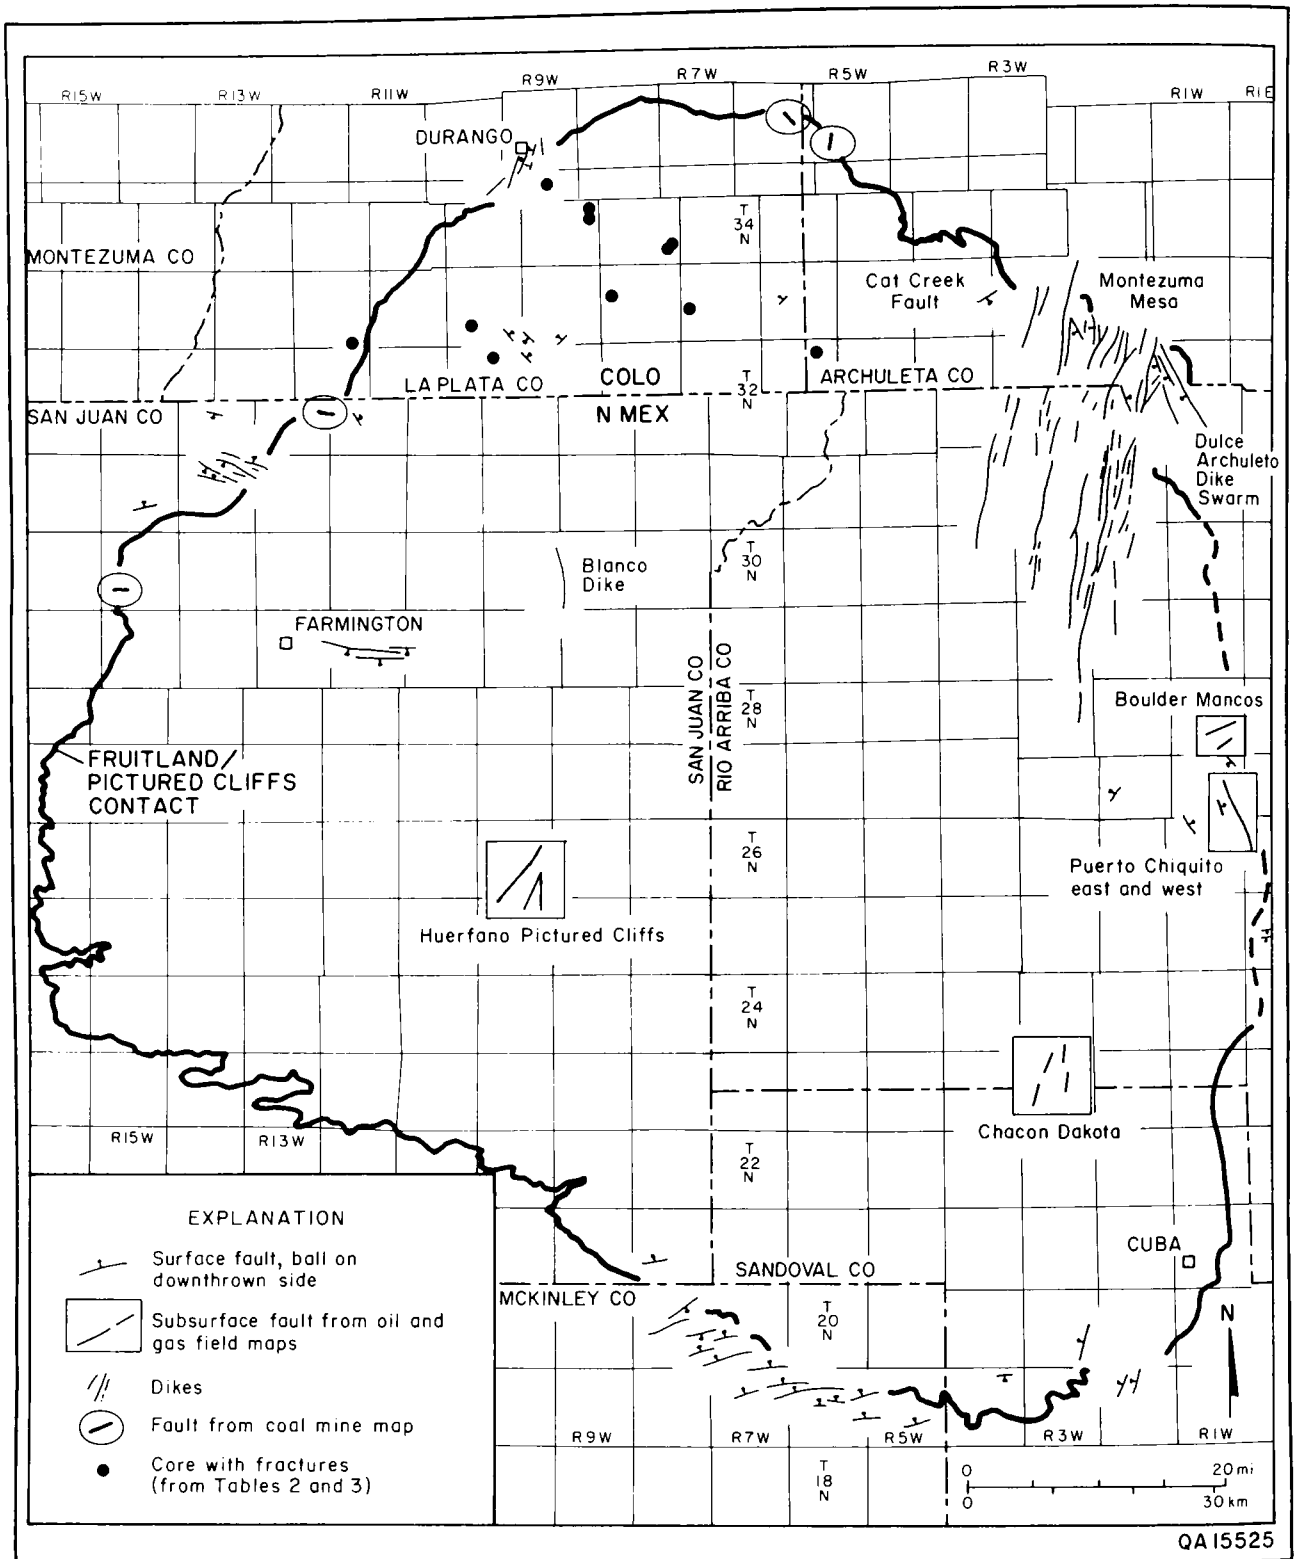 R15W
R13W
R11W
R9W
R7W
R5W
R3W
R1W
R1E
DURANGO
T
34
N
MONTEZUMA CO
Cat Creek
Fault
Montezuma
Mesa
LA PLATA CO
COLO
T
32
N
ARCHULETA CO
SAN JUAN CO
N MEX
Dulce
Archuleto
Dike
Swarm
Blanco
Dike
T
30
N
FARMINGTON
SAN JUAN CO
RIO ARRIBA CO
T
28
N
Boulder Mancos
FRUITLAND/
PICTURED CLIFFS
CONTACT
T
26
N
Puerto Chiquito
east and west
Huerfano Pictured Cliffs
T
24
N
R15W
R13W
Chacon Dakota
T
22
N
CUBA
SANDOVAL CO
MCKINLEY CO
T
20
N
N
R9W
R7W
R5W
R3W
R1W
T
18
N
0
20 mi
0
30 km
EXPLANATION
Surface fault, ball on
downthrown side
Subsurface fault from oil and
gas field maps
Dikes
Fault from coal mine map
Core with fractures
(from Tables 2 and 3)
QA15525